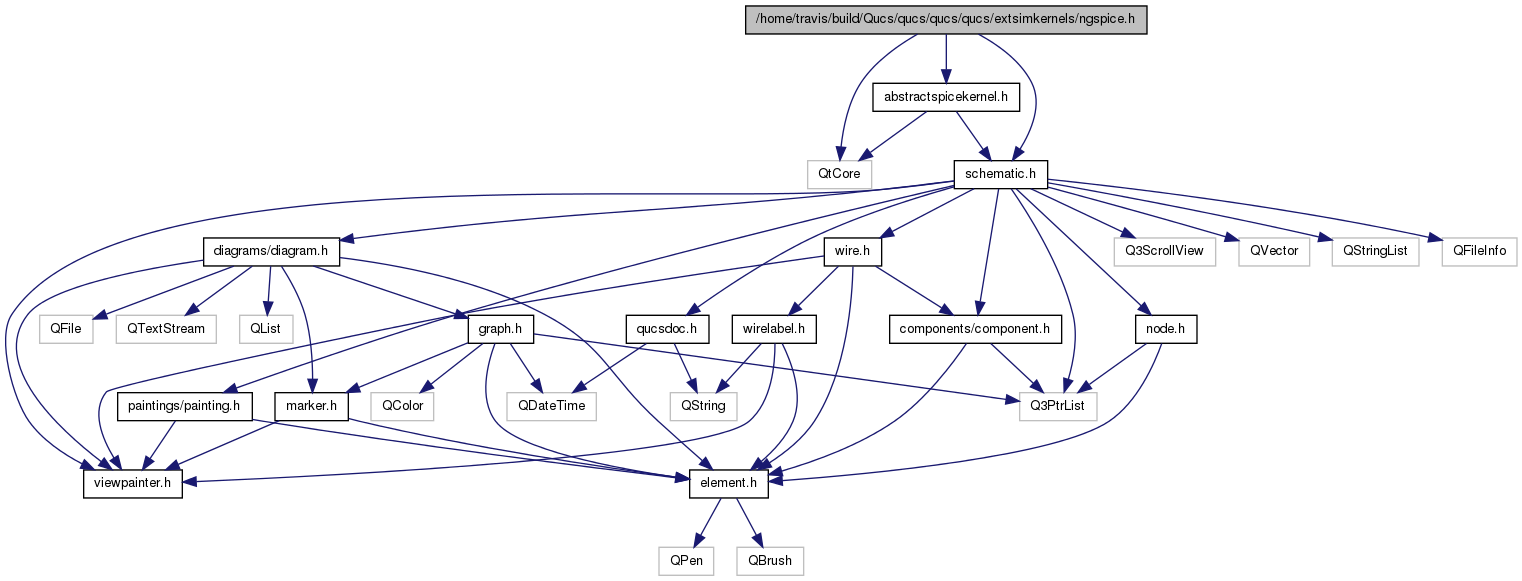 /home/travis/build/Qucs/qucs/qucs/qucs/extsimkernels/ngspice.h
abstractspicekernel.h
QtCore
schematic.h
diagrams/diagram.h
wire.h
Q3ScrollView
QVector
QStringList
QFileInfo
QFile
QTextStream
QList
graph.h
qucsdoc.h
wirelabel.h
components/component.h
node.h
paintings/painting.h
marker.h
QColor
QDateTime
QString
Q3PtrList
viewpainter.h
element.h
QPen
QBrush